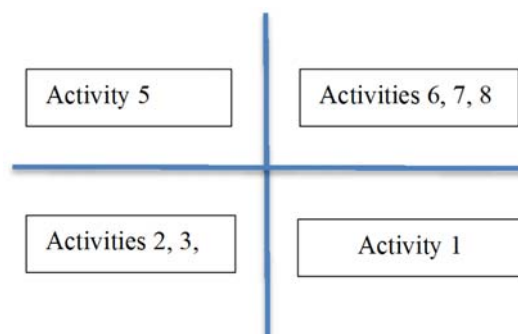 Activity 5
Activities 6, 7, 8
Activities 2, 3,
Activity 1